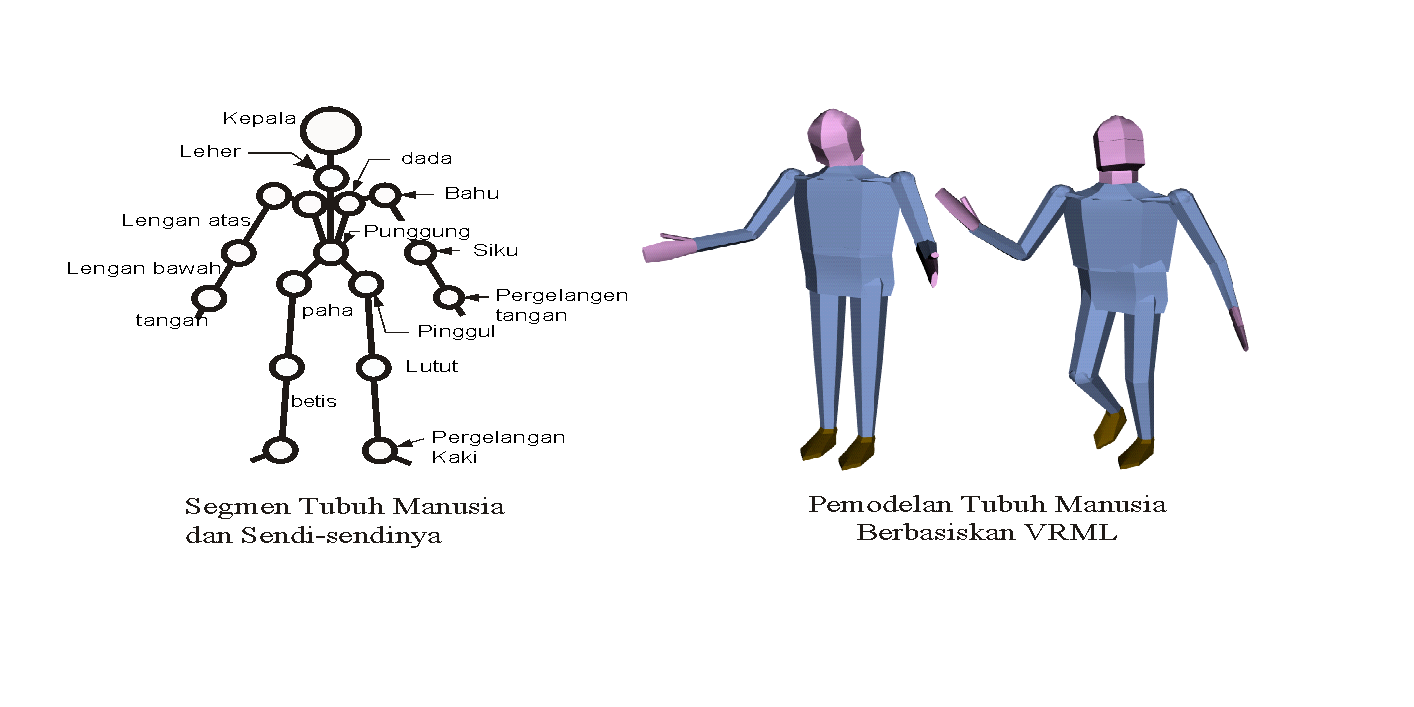 Kepala
Leher
dada
Bahu
Lengan atas
Punggung
Siku
Lengan bawah
Pergelangen
tangan
paha
tangan
Pinggul
Lutut
betis
Pergelangan
Kaki
Segmen Tubuh Manusia
dan Sendi-sendinya
Pemodelan Tubuh Manusia
Berbasiskan VRML